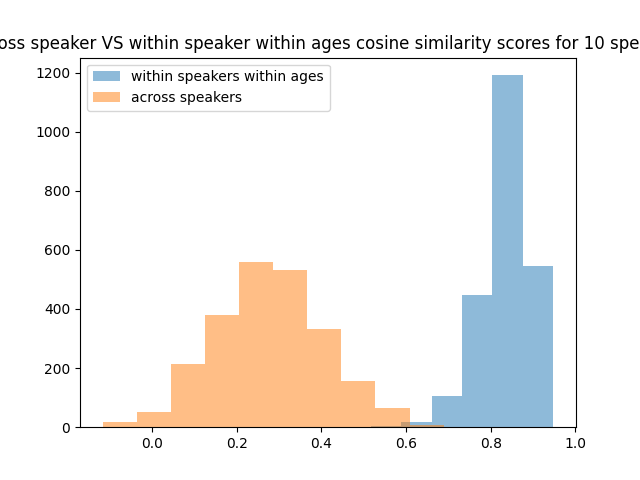 oss speaker VS within speaker within ages cosine similarity scores for 10 spe
within speakers within ages
across speakers
1200
1000
800
600
400
200
0
0.0 0.2 0.4 0.6 0.8 1.0